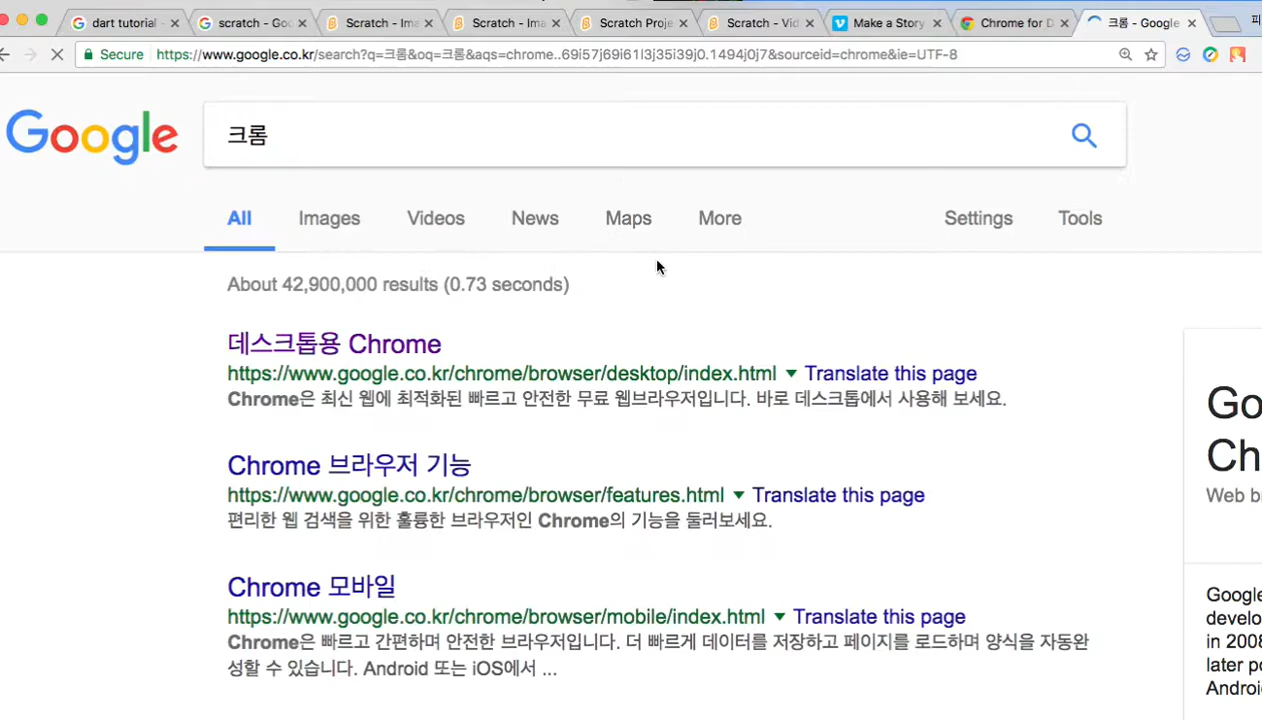 dart tutorial -
scratch - Goo
Scratch - Ima
Scratch - Ima
Scratch Proje
Scratch - Vid
Make a Story
Chrome for D
크롬 - Google
피
Secure https://www.google.co.kr/search?q=크롬&oq=크롬&aqs=chrome..69i57j69i61l3j35i39j0.1494j0j7&sourceid=chrome&ie=UTF-8
Google
크롬
All Images Videos News Maps More Settings Tools
About 42,900,000 results (0.73 seconds)
데스크톱용 Chrome
https://www.google.co.kr/chrome/browser/desktop/index.html ▼ Translate this page
Chrome은 최신 웹에 최적화된 빠르고 안전한 무료 웹브라우저입니다. 바로 데스크톱에서 사용해 보세요.
Chrome 브라우저 기능
https://www.google.co.kr/chrome/browser/features.html ▼ Translate this page
편리한 웹 검색을 위한 훌륭한 브라우저인 Chrome의 기능을 둘러보세요.
Chrome 모바일
https://www.google.co.kr/chrome/browser/mobile/index.html ▼ Translate this page
Chrome은 빠르고 간편하며 안전한 브라우저입니다. 더 빠르게 데이터를 저장하고 페이지를 로드하며 양식을 자동완
성할 수 있습니다. Android 또는 iOS에서 ...
Go
Ch
Web b
Google
develo
in 2008
later p
Androi